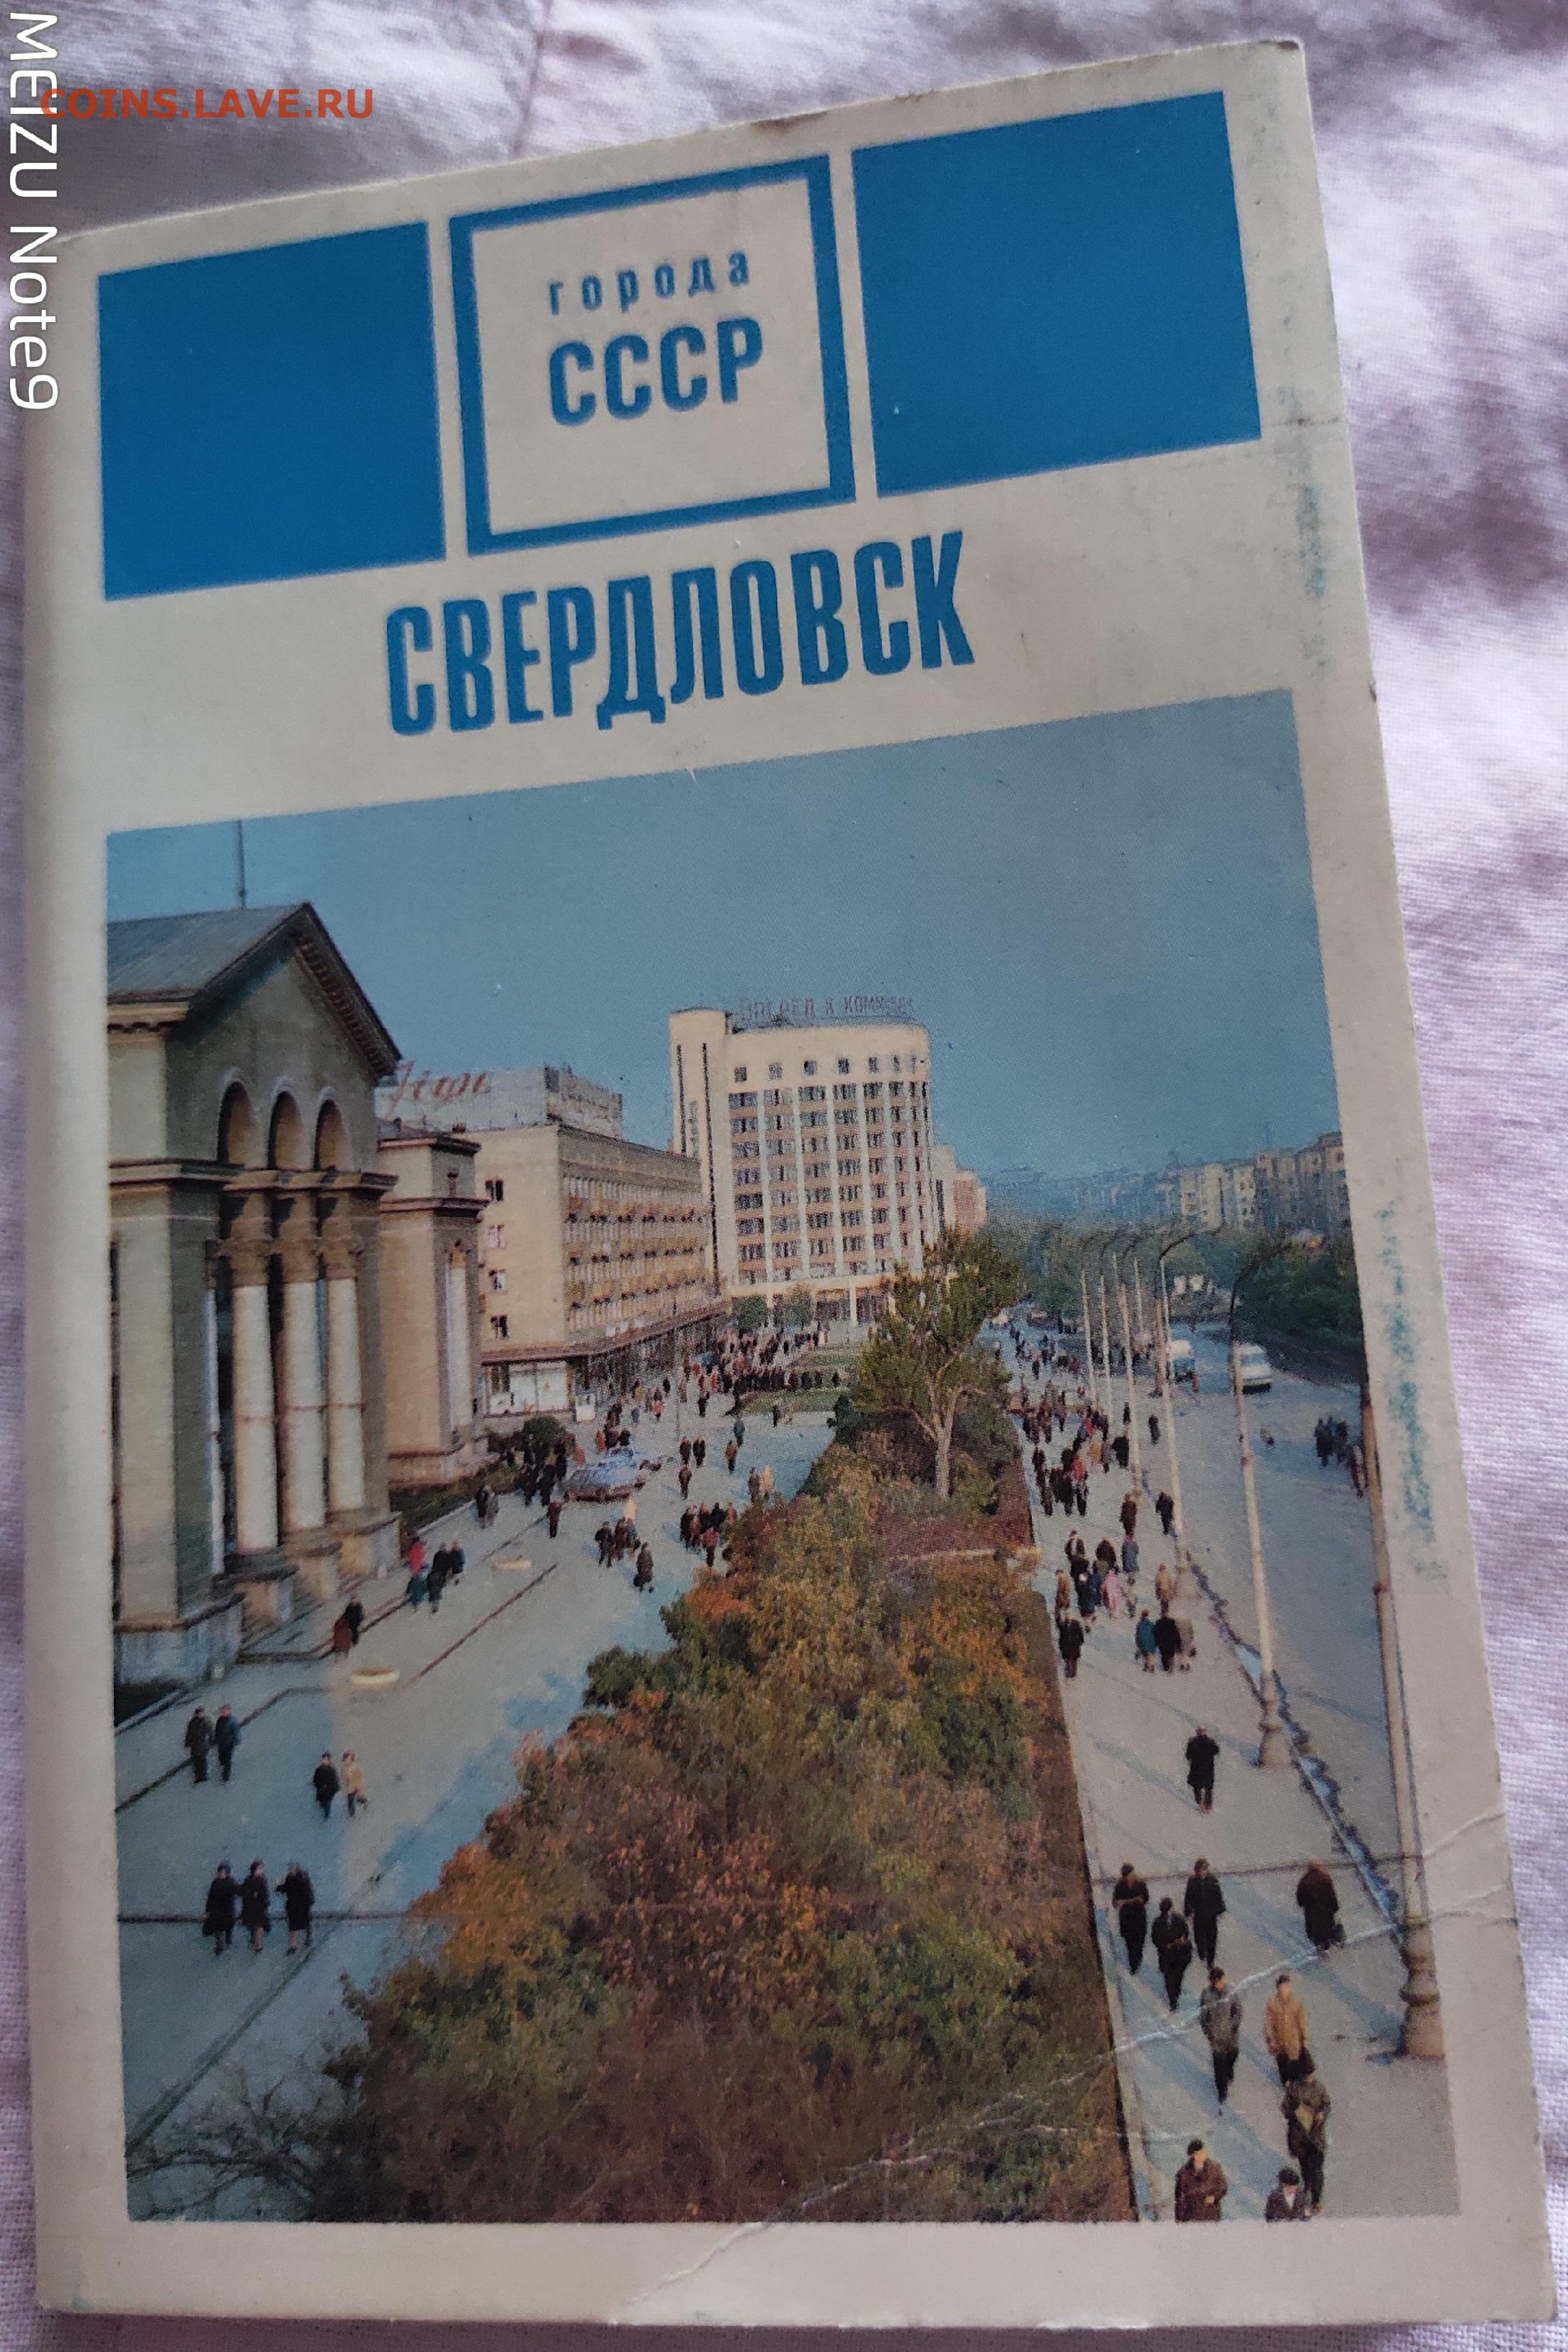 MEIZU Note9
COINS.LAVE.RU
города
СССР
СВЕРДЛОВСК